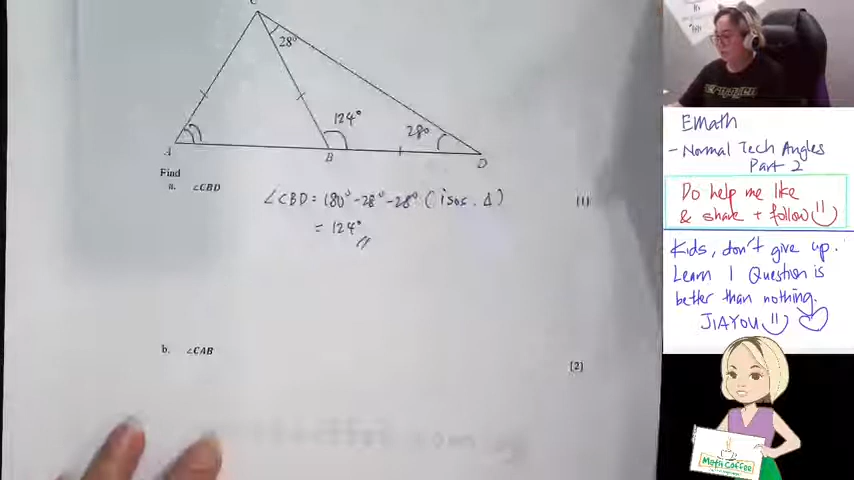 28°
124°
28°
A
B
D
Find
a. ∠CBD
∠CBD = 180° - 28° - 28° (isos. Δ)
= 124°
[1]
b. ∠CAB
[2]
EMath
- Normal Tech Angles
Part 2
Do help me like
& share + follow
Kids, don't give up.
Learn 1 Question is
better than nothing.
JIAYOU
Math Coffee